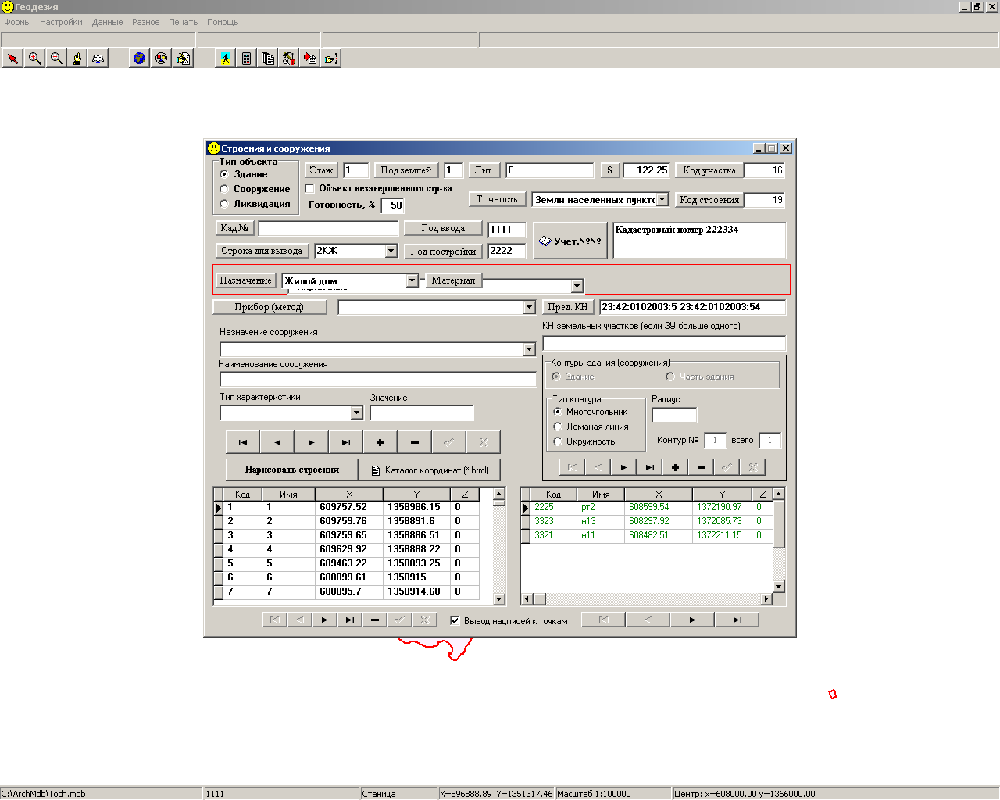 Геодезия
Формы Настройки Данные Разное Печать Помощь
Строения и сооружения
Тип объекта
Здание
Сооружение
Ликвидация
Этаж 1 Под землей 1 Лит. F S 122.25 Код участка 16
Объект незавершенного стр-ва
Готовность, % 50
Точность Земли населенных пункто Код строения 19
Кад.№ Год ввода 1111
Учет.№№
Кадастровый номер 222334
Строка для вывода 2КЖ Год постройки 2222
Назначение Жилой дом Материал
Прибор (метод) Пред. КН 23:42:0102003:5 23:42:0102003:54
Назначение сооружения
КН земельных участков (если ЗУ больше одного)
Наименование сооружения
Тип характеристики Значение
Контуры здания (сооружения)
Здание Часть здания
Тип контура
Многоугольник
Ломаная линия
Окружность
Радиус
Контур № 1 всего 1
Нарисовать строения Каталог координат (*.html)
Код Имя X Y Z
1 1 609757.52 1358986.15 0
2 2 609759.76 1358891.6 0
3 3 609759.65 1358886.51 0
4 4 609629.92 1358888.22 0
5 5 609463.22 1358893.25 0
6 6 608099.61 1358915 0
7 7 608095.7 1358914.68 0
Код Имя X Y Z
2225 рт2 608599.54 1372190.97 0
3323 н13 608297.92 1372085.73 0
3321 н11 608482.51 1372211.15 0
Вывод надписей к точкам
C:\ArchMdb\Toch.mdb 1111 Станица X=596888.89 Y=1351317.46 Масштаб 1:100000 Центр: x=608000.00 y=1366000.00